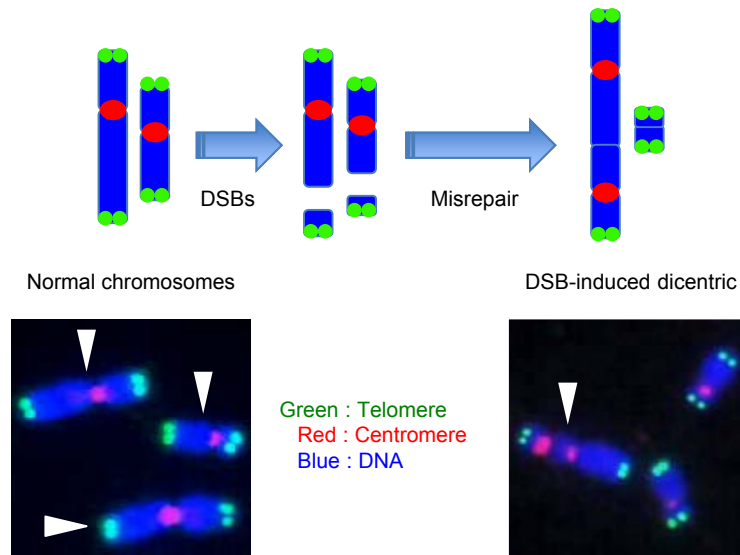 DSBs
Misrepair
Normal chromosomes
DSB-induced dicentric
Green : Telomere
Red : Centromere
Blue : DNA